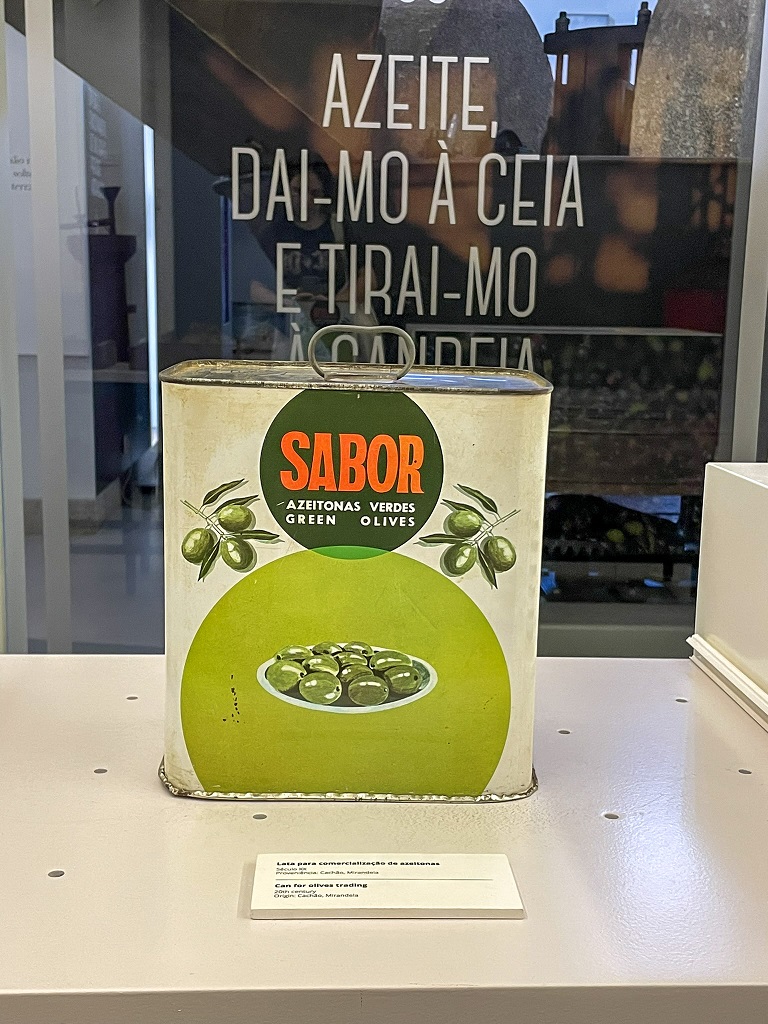 AZEITE,
DAI-MO À CEIA
E TIRAI-MO
À CANDEIA
SABOR
AZEITONAS VERDES
GREEN OLIVES
Lata para comercialização de azeitonas
Século XX
Proveniência: Cachão, Mirandela
Can for olives trading
20th century
Origin: Cachão, Mirandela